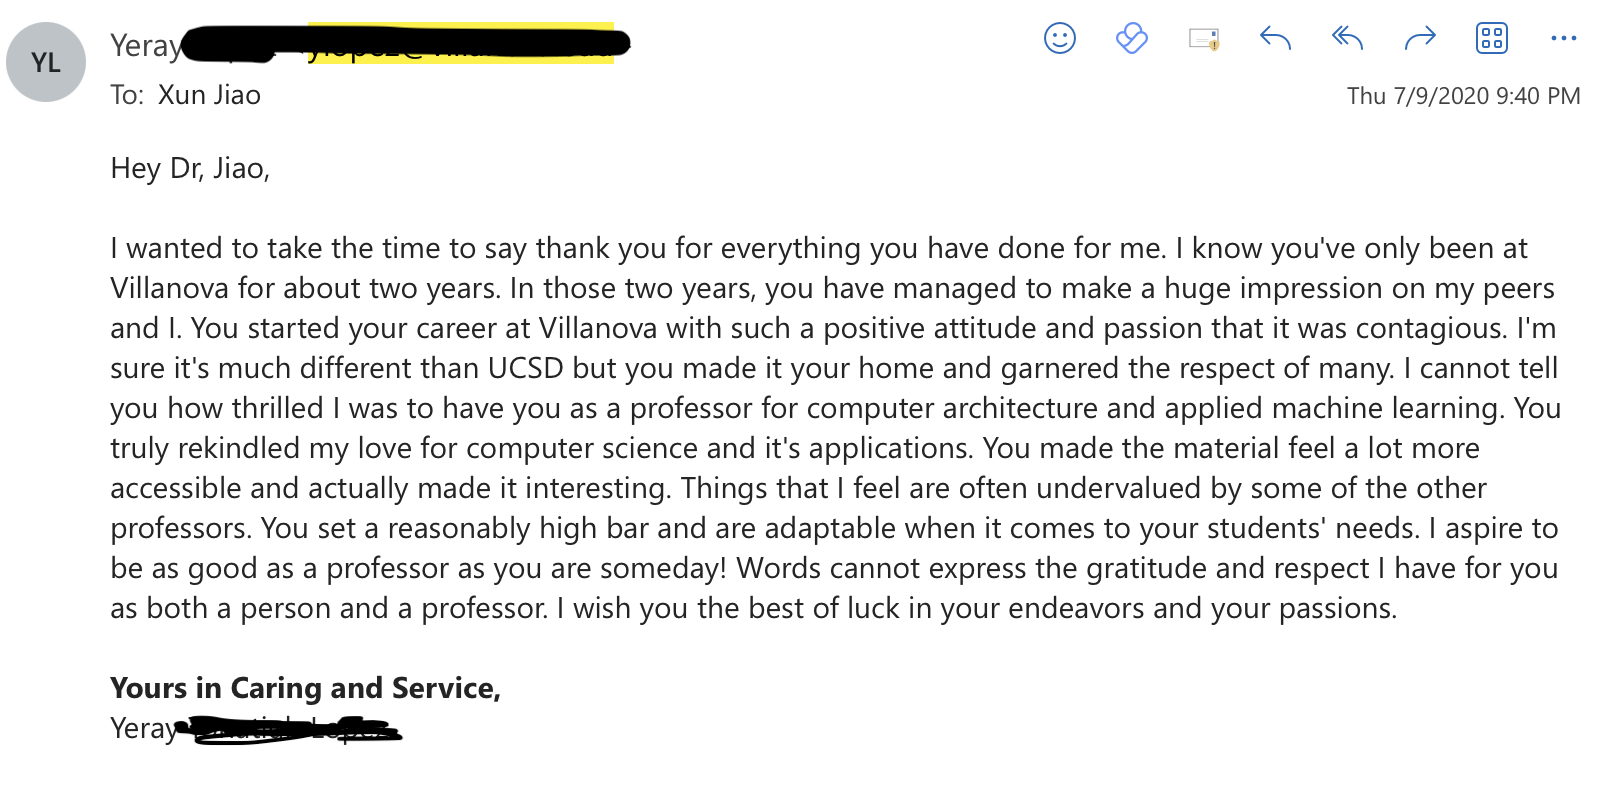 YL
Yeray
To: Xun Jiao
Thu 7/9/2020 9:40 PM
Hey Dr, Jiao,
I wanted to take the time to say thank you for everything you have done for me. I know you've only been at
Villanova for about two years. In those two years, you have managed to make a huge impression on my peers
and I. You started your career at Villanova with such a positive attitude and passion that it was contagious. I'm
sure it's much different than UCSD but you made it your home and garnered the respect of many. I cannot tell
you how thrilled I was to have you as a professor for computer architecture and applied machine learning. You
truly rekindled my love for computer science and it's applications. You made the material feel a lot more
accessible and actually made it interesting. Things that I feel are often undervalued by some of the other
professors. You set a reasonably high bar and are adaptable when it comes to your students' needs. I aspire to
be as good as a professor as you are someday! Words cannot express the gratitude and respect I have for you
as both a person and a professor. I wish you the best of luck in your endeavors and your passions.
Yours in Caring and Service,
Yeray